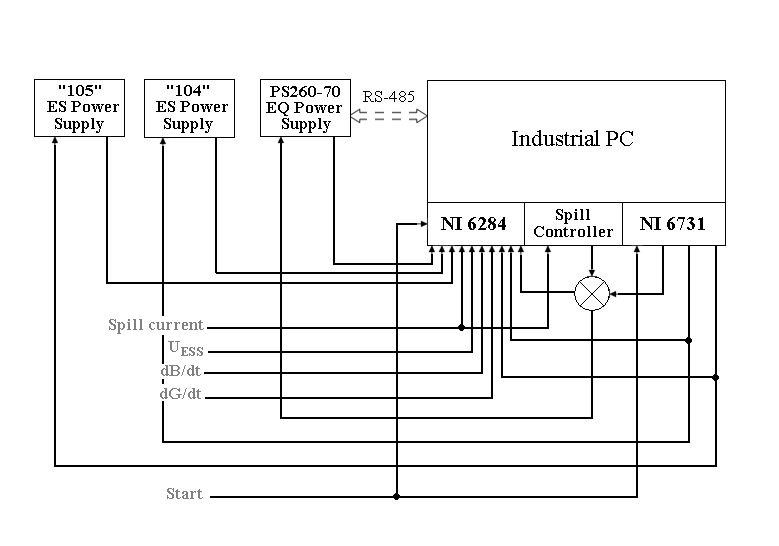 "105"
ES Power
Supply
"104"
ES Power
Supply
PS260-70
EQ Power
Supply
RS-485
Industrial PC
NI 6284
Spill
Controller
NI 6731
Spill current
U_ESS
dB/dt
dG/dt
Start